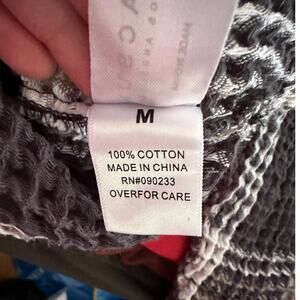 M
100% COTTON
MADE IN CHINA
RN#090233
OVERFOR CARE